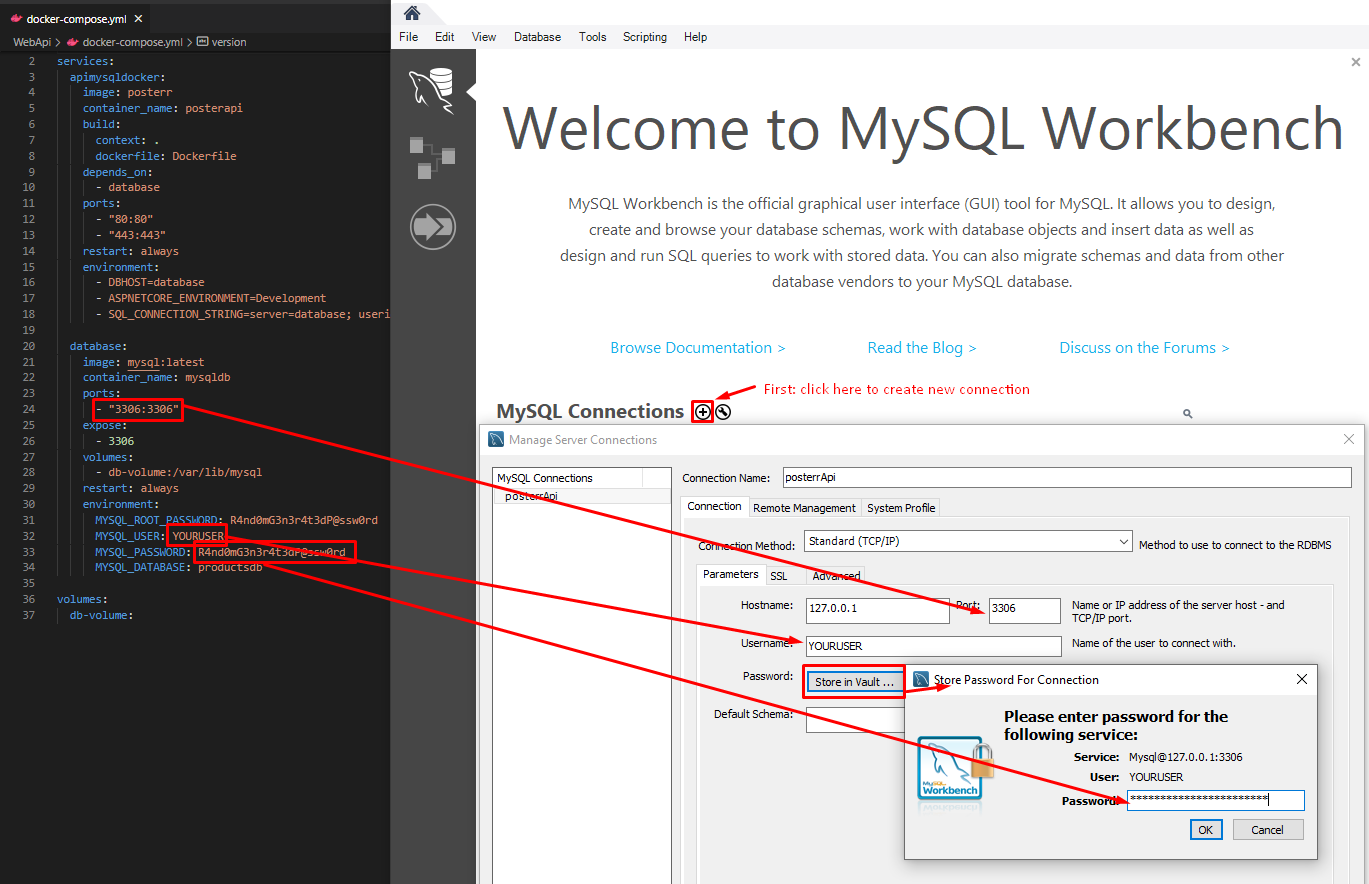 docker-compose.yml
WebApi > docker-compose.yml > version
2 services:
3 apimysqldocker:
4 image: posterr
5 container_name: posterapi
6 build:
7 context: .
8 dockerfile: Dockerfile
9 depends_on:
10 - database
11 ports:
12 - "80:80"
13 - "443:443"
14 restart: always
15 environment:
16 - DBHOST=database
17 - ASPNETCORE_ENVIRONMENT=Development
18 - SQL_CONNECTION_STRING=server=database; useri
19
20 database:
21 image: mysql:latest
22 container_name: mysqldb
23 ports:
24 - "3306:3306"
25 expose:
26 - 3306
27 volumes:
28 - db-volume:/var/lib/mysql
29 restart: always
30 environment:
31 MYSQL_ROOT_PASSWORD: R4nd0mG3n3r4t3dP@ssw0rd
32 MYSQL_USER: YOURUSER
33 MYSQL_PASSWORD: R4nd0mG3n3r4t3dP@ssw0rd
34 MYSQL_DATABASE: productsdb
35
36 volumes:
37 db-volume:
File Edit View Database Tools Scripting Help
Welcome to MySQL Workbench
MySQL Workbench is the official graphical user interface (GUI) tool for MySQL. It allows you to design,
create and browse your database schemas, work with database objects and insert data as well as
design and run SQL queries to work with stored data. You can also migrate schemas and data from other
database vendors to your MySQL database.
Browse Documentation > Read the Blog > Discuss on the Forums >
First: click here to create new connection
MySQL Connections
Manage Server Connections
MySQL Connections
posterrApi
Connection Name: posterrApi
Connection Remote Management System Profile
Connection Method: Standard (TCP/IP) Method to use to connect to the RDBMS
Parameters SSL Advanced
Hostname: 127.0.0.1 Port: 3306 Name or IP address of the server host - and
TCP/IP port.
Username: YOURUSER Name of the user to connect with.
Password: Store in Vault ...
Default Schema:
Store Password For Connection
Please enter password for the
following service:
Service: Mysql@127.0.0.1:3306
User: YOURUSER
Password: ***********************
MySQL
Workbench
OK Cancel